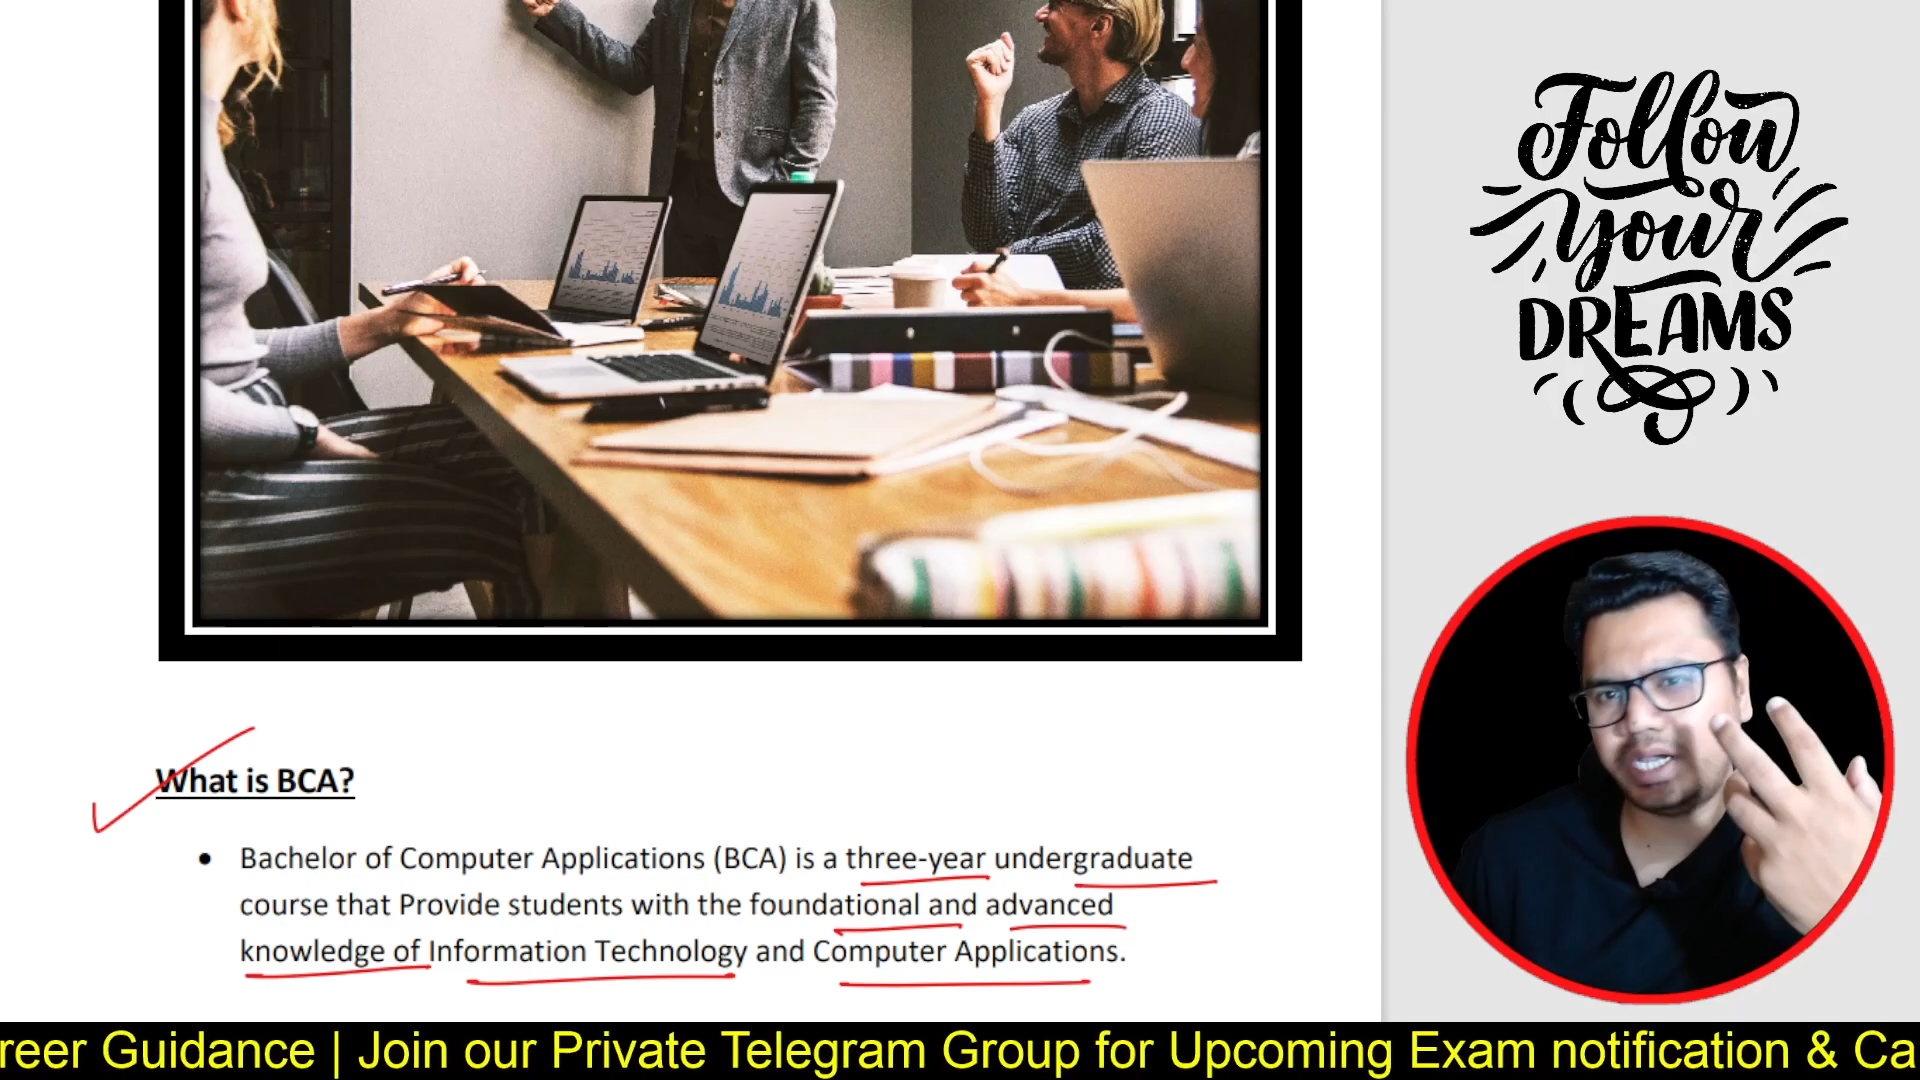 Follow
your
DREAMS
What is BCA?
• Bachelor of Computer Applications (BCA) is a three-year undergraduate
course that Provide students with the foundational and advanced
knowledge of Information Technology and Computer Applications.
reer Guidance | Join our Private Telegram Group for Upcoming Exam notification & Ca